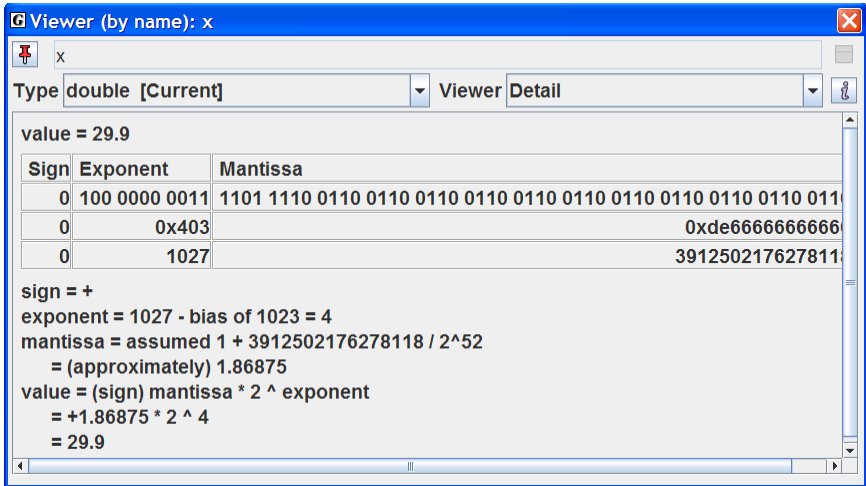 G Viewer (by name): x
x
Type double [Current] Viewer Detail i
value = 29.9
Sign Exponent Mantissa
0 100 0000 0011 1101 1110 0110 0110 0110 0110 0110 0110 0110 0110 0110 0110 011
0 0x403 0xde6666666666
0 1027 3912502176278118
sign = +
exponent = 1027 - bias of 1023 = 4
mantissa = assumed 1 + 3912502176278118 / 2^52
= (approximately) 1.86875
value = (sign) mantissa * 2 ^ exponent
= +1.86875 * 2 ^ 4
= 29.9